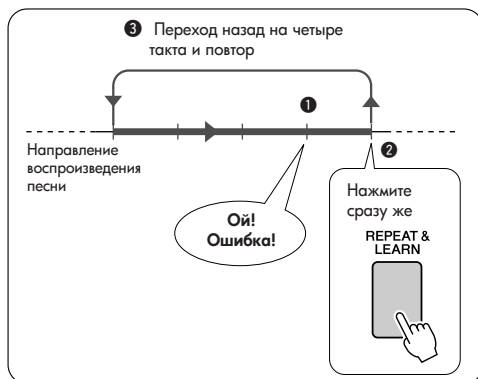 ❸ Переход назад на четыре
такта и повтор
❶
Направление
воспроизведения
песни
❷
Ой!
Ошибка!
Нажмите
сразу же
REPEAT &
LEARN